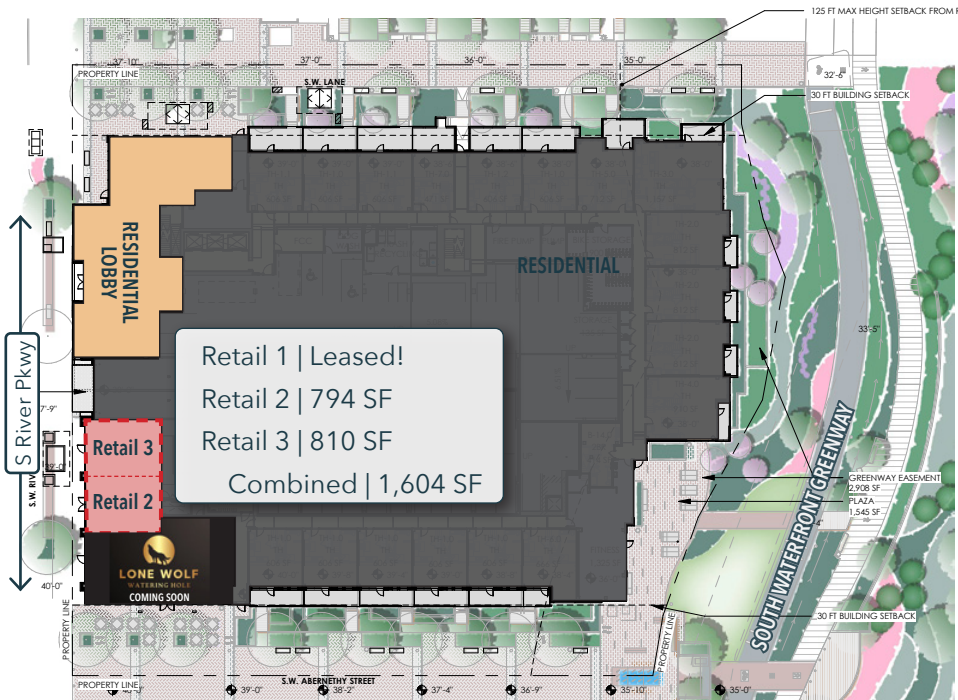 125 FT MAX HEIGHT SETBACK FROM
37'-10"
37'-0"
36'-0"
35'-0"
PROPERTY LINE
32'-6"
S.W. LANE
30 FT BUILDING SETBACK
RESIDENTIAL
LOBBY
RESIDENTIAL
S River Pkwy
33'-5"
Retail 1 | Leased!
Retail 2 | 794 SF
Retail 3 | 810 SF
Combined | 1,604 SF
7'-9"
Retail 3
Retail 2
S.W. RIV
SOUTH WATERFRONT GREENWAY
GREENWAY EASEMENT
2,908 SF
PLAZA
1,545 SF
LONE WOLF
WATERING HOLE
COMING SOON
40'-0"
30 FT BUILDING SETBACK
PROPERTY LINE
PROPERTY LINE
S.W. ABERNETHY STREET
PROPERTY LINE
39'-0"
38'-2"
37'-4"
36'-9"
35'-10"
35'-0"